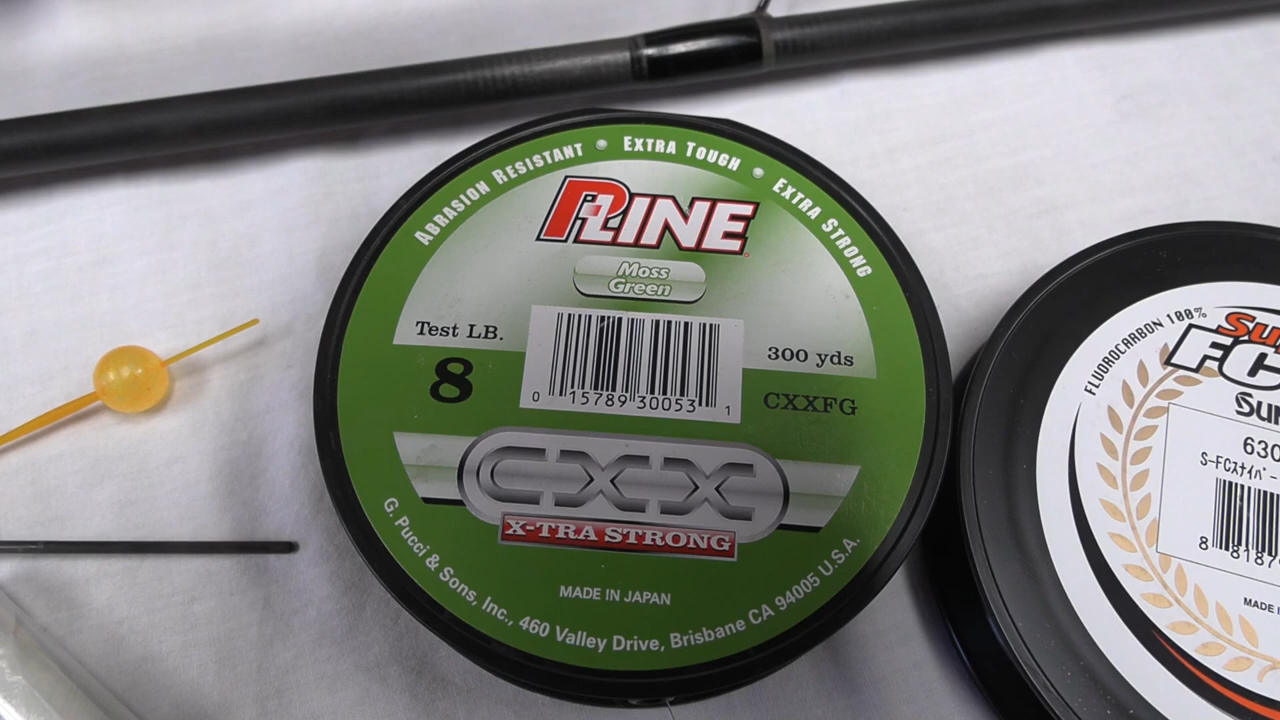 ABRASION RESISTANT • EXTRA TOUGH • EXTRA STRONG
P-LINE
Moss
Green
Test LB.
8
300 yds
CXXFG
0 15789 30053 1
CXX
X-TRA STRONG
MADE IN JAPAN
G. Pucci & Sons, Inc., 460 Valley Drive, Brisbane CA 94005 U.S.A.
FLUOROCARBON 100%
FC
630
S-FCスナイパー
8
MADE